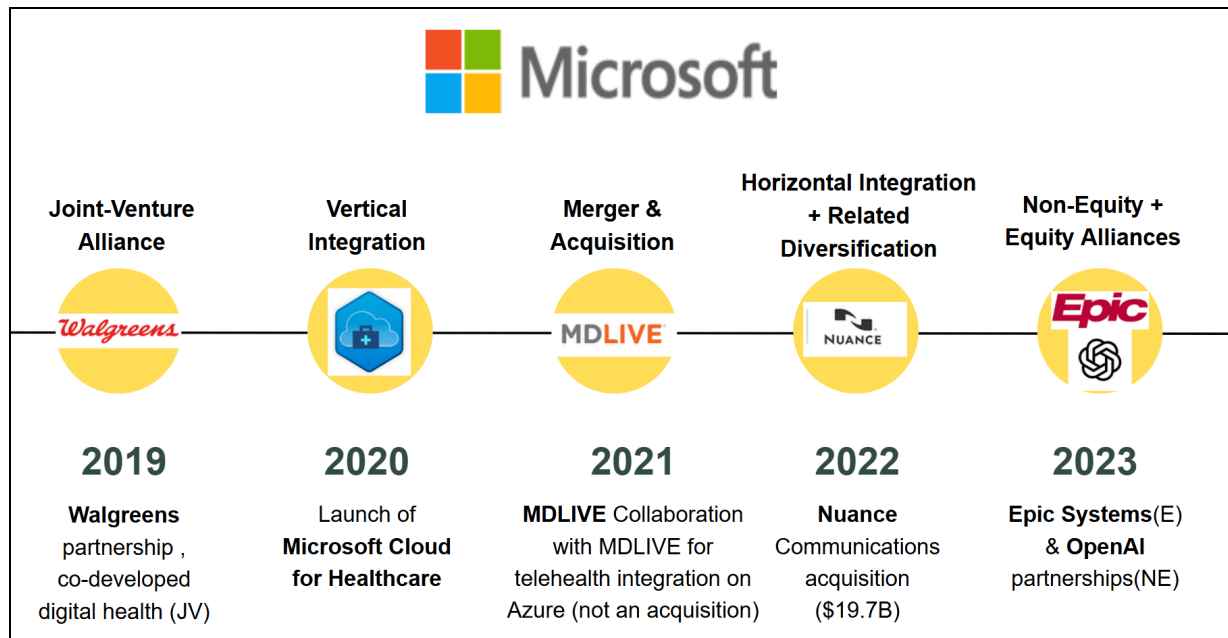 Microsoft
Joint-Venture
Alliance
Vertical
Integration
Merger &
Acquisition
Horizontal Integration
+ Related
Diversification
Non-Equity +
Equity Alliances
Walgreens
MDLIVE
NUANCE
Epic
2019
2020
2021
2022
2023
Walgreens
partnership ,
co-developed
digital health (JV)
Launch of
Microsoft Cloud
for Healthcare
MDLIVE Collaboration
with MDLIVE for
telehealth integration on
Azure (not an acquisition)
Nuance
Communications
acquisition
($19.7B)
Epic Systems(E)
& OpenAI
partnerships(NE)